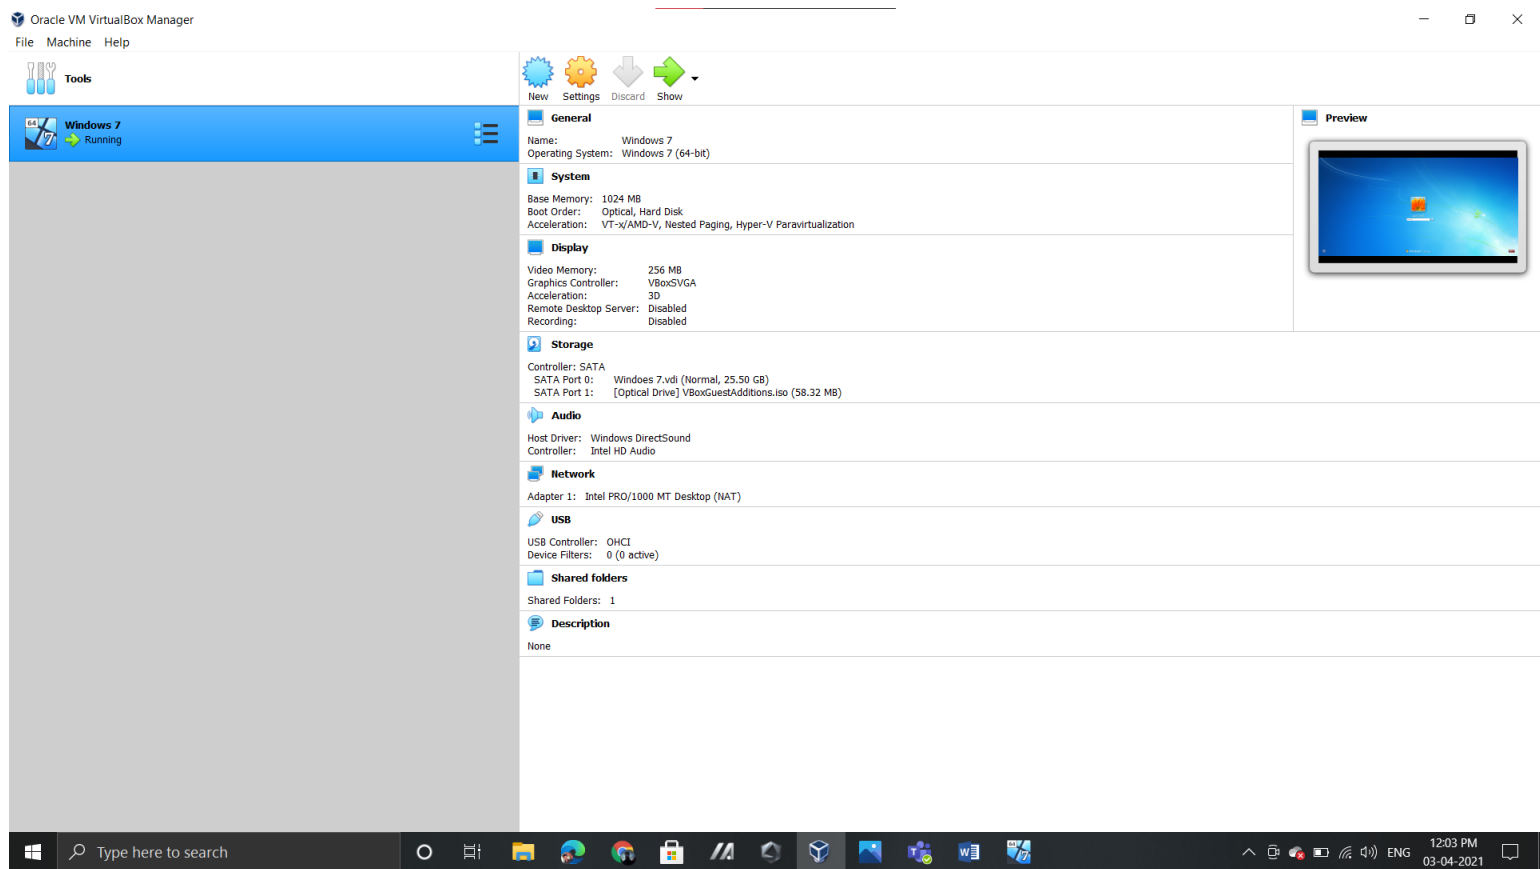 Oracle VM VirtualBox Manager
File Machine Help
Tools
New Settings Discard Show
64
7
Windows 7
Running
General
Name: Windows 7
Operating System: Windows 7 (64-bit)
System
Base Memory: 1024 MB
Boot Order: Optical, Hard Disk
Acceleration: VT-x/AMD-V, Nested Paging, Hyper-V Paravirtualization
Display
Video Memory: 256 MB
Graphics Controller: VBoxSVGA
Acceleration: 3D
Remote Desktop Server: Disabled
Recording: Disabled
Preview
Storage
Controller: SATA
SATA Port 0: Windoes 7.vdi (Normal, 25.50 GB)
SATA Port 1: [Optical Drive] VBoxGuestAdditions.iso (58.32 MB)
Audio
Host Driver: Windows DirectSound
Controller: Intel HD Audio
Network
Adapter 1: Intel PRO/1000 MT Desktop (NAT)
USB
USB Controller: OHCI
Device Filters: 0 (0 active)
Shared folders
Shared Folders: 1
Description
None
Type here to search
ENG
12:03 PM
03-04-2021